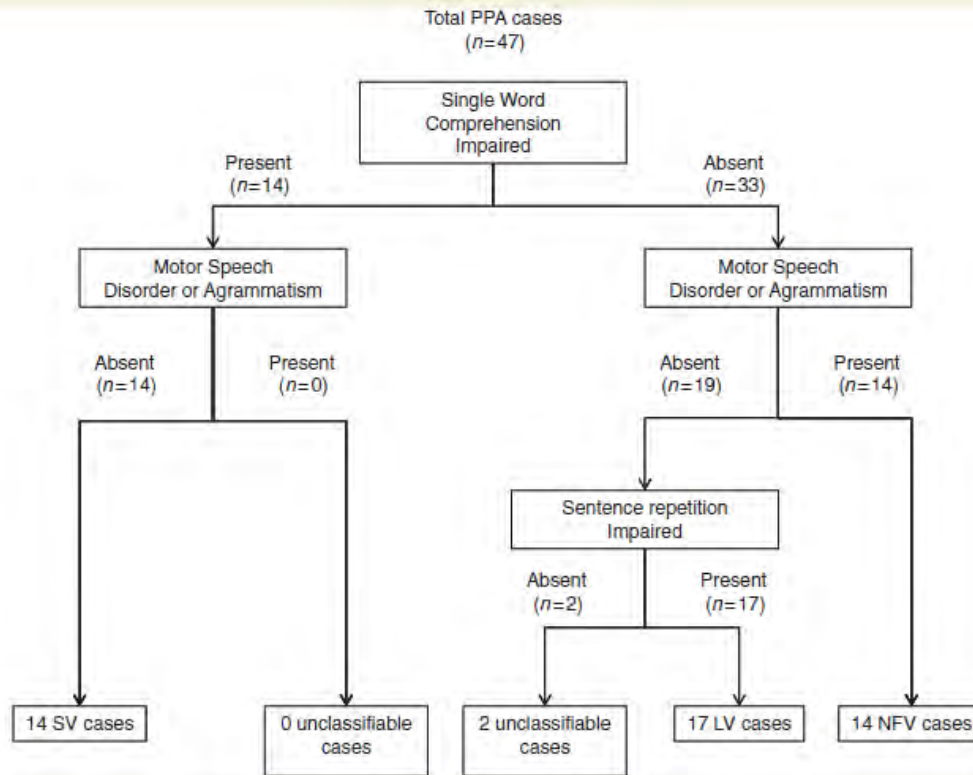 Total PPA cases
(n=47)
Single Word
Comprehension
Impaired
Present
(n=14)
Absent
(n=33)
Motor Speech
Disorder or Agrammatism
Motor Speech
Disorder or Agrammatism
Absent
(n=14)
Present
(n=0)
Absent
(n=19)
Present
(n=14)
Sentence repetition
Impaired
Absent
(n=2)
Present
(n=17)
14 SV cases
0 unclassifiable
cases
2 unclassifiable
cases
17 LV cases
14 NFV cases